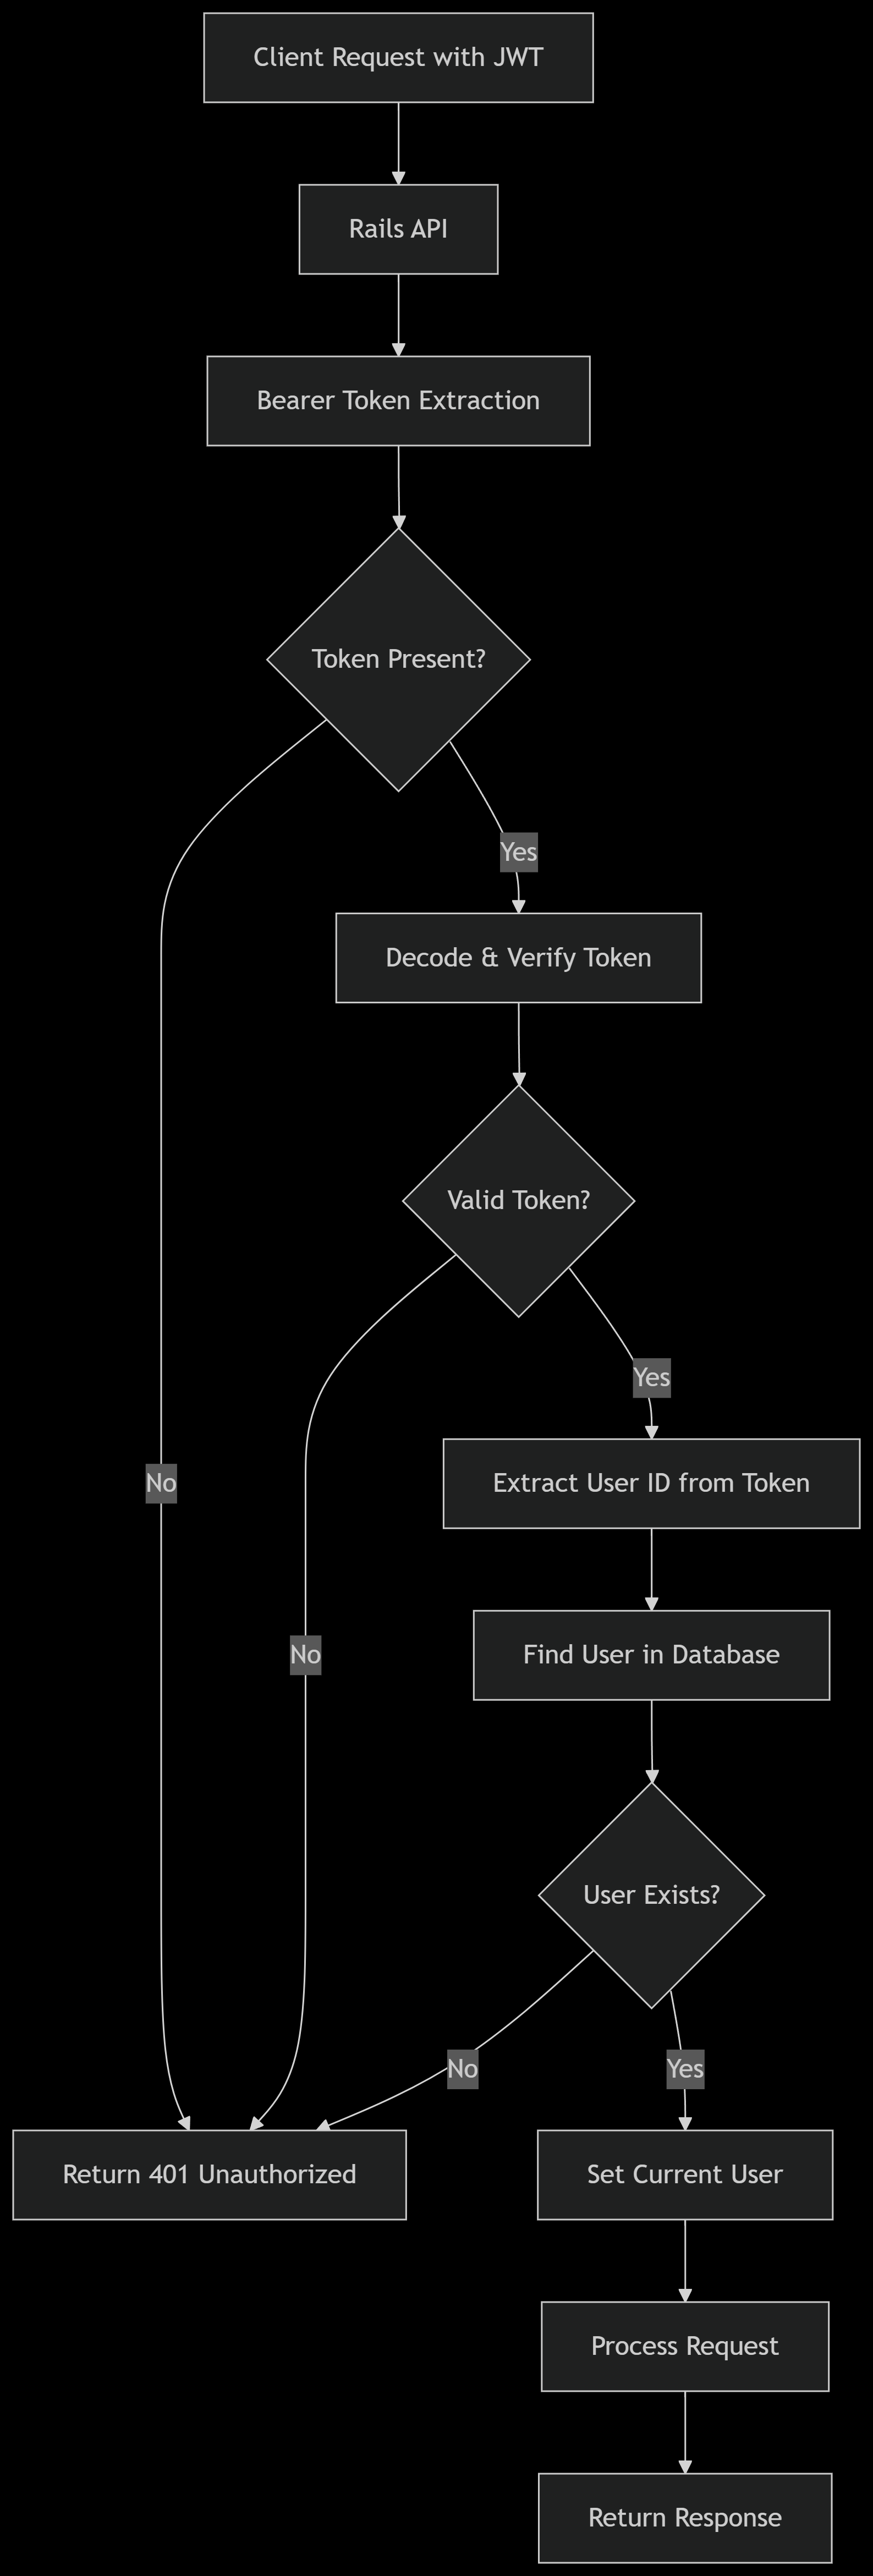 Client Request with JWT
Rails API
Bearer Token Extraction
Token Present?
Yes
Decode & Verify Token
Valid Token?
Yes
No
Extract User ID from Token
No
Find User in Database
User Exists?
No
Yes
Return 401 Unauthorized
Set Current User
Process Request
Return Response